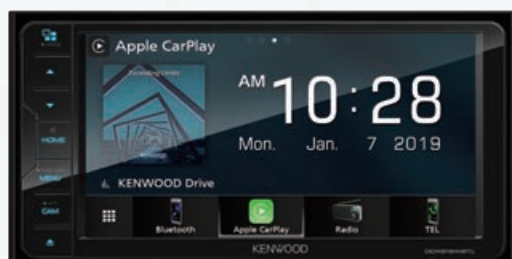 Apple CarPlay
AM 10:28
Mon. Jan. 7 2019
KENWOOD Drive
HOME
MENU
CAM
Bluetooth
Apple CarPlay
Radio
TEL
KENWOOD